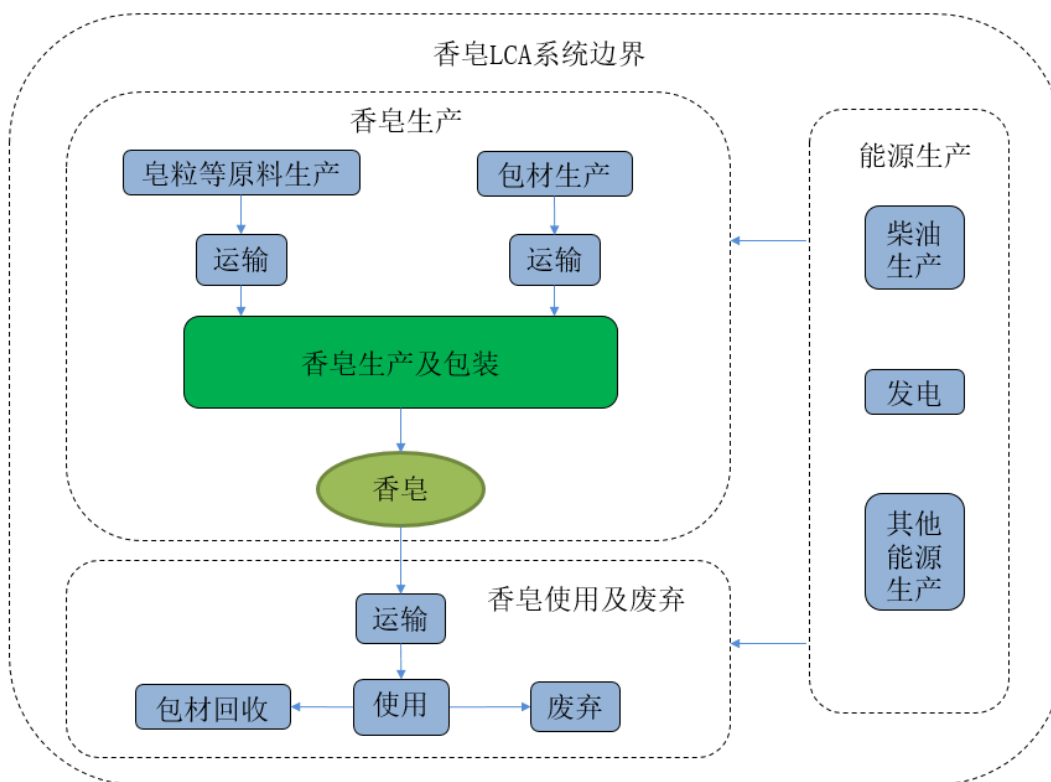 香皂LCA系统边界
香皂生产
皂粒等原料生产
包材生产
运输
运输
香皂生产及包装
香皂
香皂使用及废弃
运输
包材回收
使用
废弃
能源生产
柴油
生产
发电
其他
能源
生产